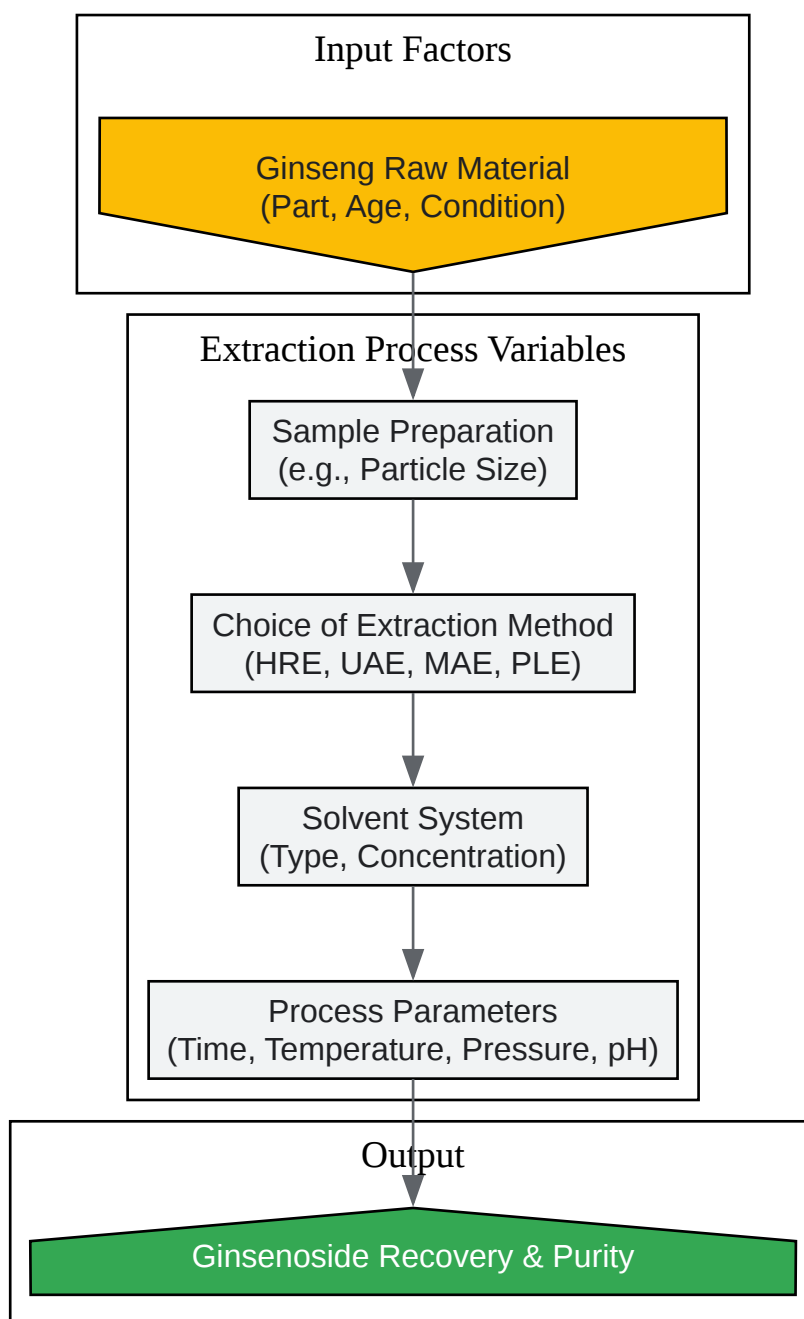 Input Factors
Ginseng Raw Material
(Part, Age, Condition)
Extraction Process Variables
Sample Preparation
(e.g., Particle Size)
Choice of Extraction Method
(HRE, UAE, MAE, PLE)
Solvent System
(Type, Concentration)
Process Parameters
(Time, Temperature, Pressure, pH)
Output
Ginsenoside Recovery & Purity